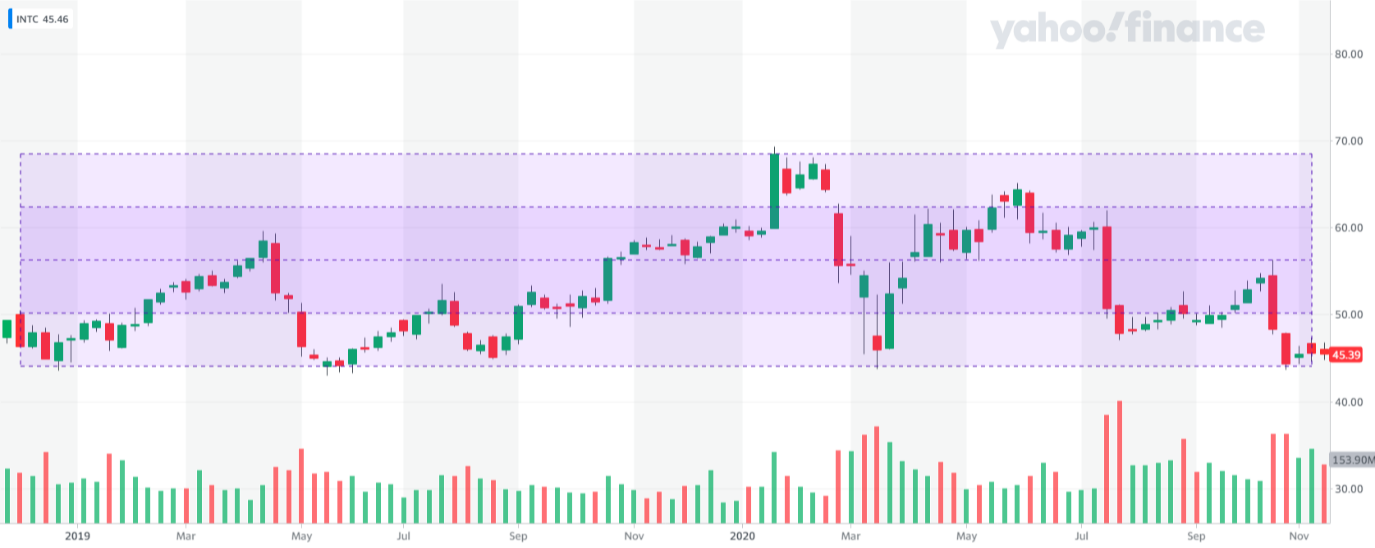 INTC 45.46
yahoo!finance
80.00
70.00
60.00
50.00
45.39
40.00
153.90M
30.00
2019 Mar May Jul Sep Nov 2020 Mar May Jul Sep Nov